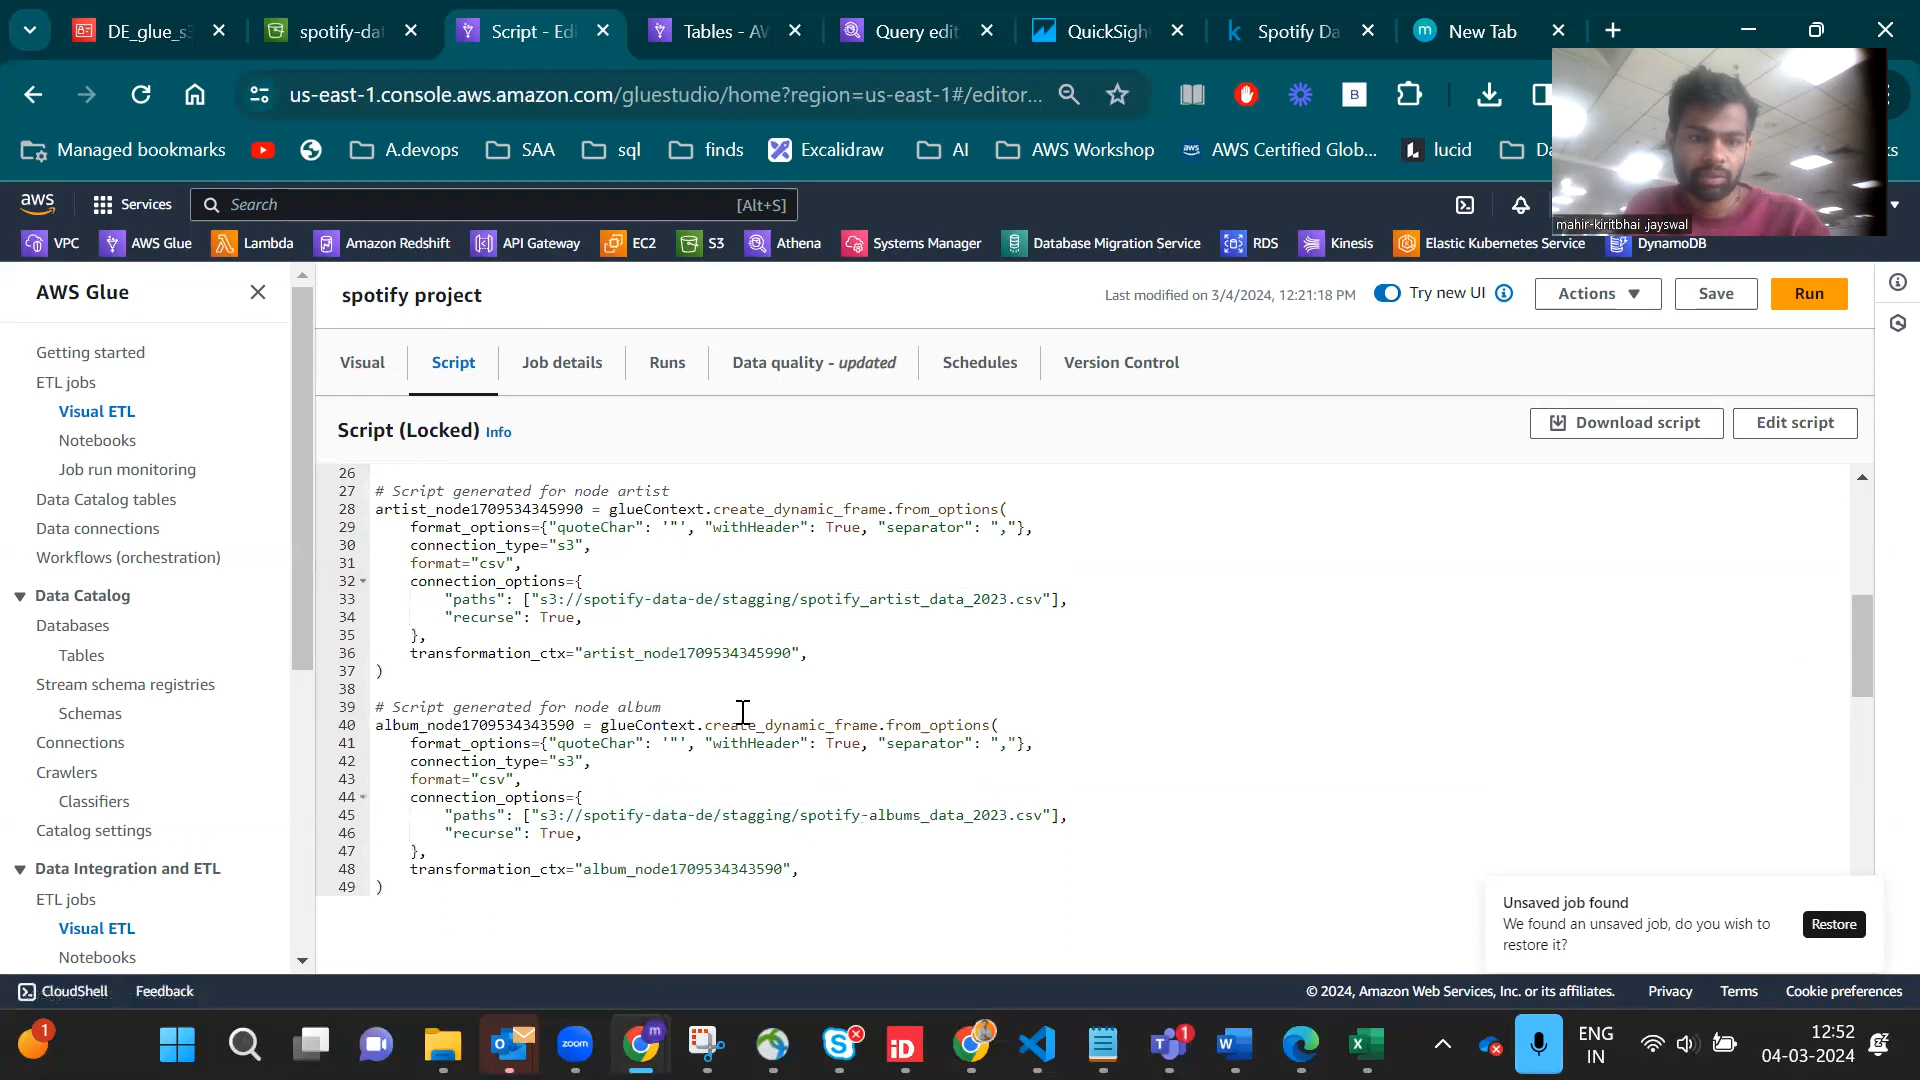 DE_glue_s3
spotify-dat
Script - Edi
Tables - AW
Query edit
QuickSigh
Spotify Da
New Tab
us-east-1.console.aws.amazon.com/gluestudio/home?region=us-east-1#/editor...
Managed bookmarks
A.devops
SAA
sql
finds
Excalidraw
AI
AWS Workshop
AWS Certified Glob...
lucid
aws
Services
Search
[Alt+S]
mahir-kiritbhai .jayswal
VPC
AWS Glue
Lambda
Amazon Redshift
API Gateway
EC2
S3
Athena
Systems Manager
Database Migration Service
RDS
Kinesis
Elastic Kubernetes Service
DynamoDB
AWS Glue
Getting started
ETL jobs
Visual ETL
Notebooks
Job run monitoring
Data Catalog tables
Data connections
Workflows (orchestration)
Data Catalog
Databases
Tables
Stream schema registries
Schemas
Connections
Crawlers
Classifiers
Catalog settings
Data Integration and ETL
ETL jobs
Visual ETL
Notebooks
spotify project
Last modified on 3/4/2024, 12:21:18 PM
Try new UI
Actions
Save
Run
Visual
Script
Job details
Runs
Data quality - updated
Schedules
Version Control
Script (Locked) Info
Download script
Edit script
26
27 # Script generated for node artist
28 artist_node1709534345990 = glueContext.create_dynamic_frame.from_options(
29 format_options={"quoteChar": '"', "withHeader": True, "separator": ","},
30 connection_type="s3",
31 format="csv",
32 connection_options={
33 "paths": ["s3://spotify-data-de/stagging/spotify_artist_data_2023.csv"],
34 "recurse": True,
35 },
36 transformation_ctx="artist_node1709534345990",
37 )
38
39 # Script generated for node album
40 album_node1709534343590 = glueContext.create_dynamic_frame.from_options(
41 format_options={"quoteChar": '"', "withHeader": True, "separator": ","},
42 connection_type="s3",
43 format="csv",
44 connection_options={
45 "paths": ["s3://spotify-data-de/stagging/spotify-albums_data_2023.csv"],
46 "recurse": True,
47 },
48 transformation_ctx="album_node1709534343590",
49 )
Unsaved job found
We found an unsaved job, do you wish to
restore it?
Restore
CloudShell
Feedback
© 2024, Amazon Web Services, Inc. or its affiliates.
Privacy
Terms
Cookie preferences
ENG
IN
12:52
04-03-2024